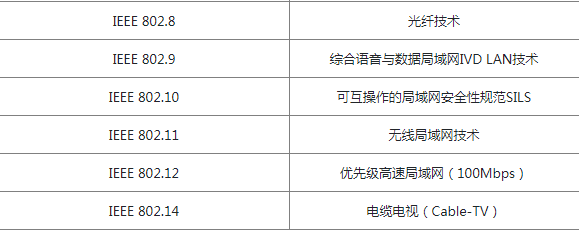 IEEE 802.8 光纤技术
IEEE 802.9 综合语音与数据局域网IVD LAN技术
IEEE 802.10 可互操作的局域网安全性规范SILS
IEEE 802.11 无线局域网技术
IEEE 802.12 优先级高速局域网（100Mbps）
IEEE 802.14 电缆电视（Cable-TV）